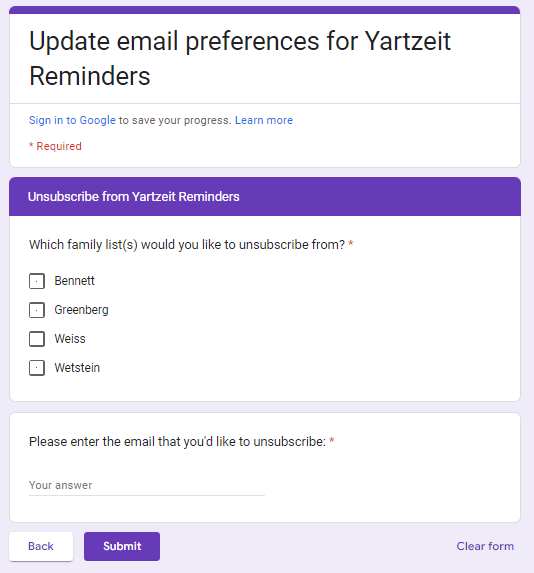 Update email preferences for Yartzeit
Reminders
Sign in to Google to save your progress. Learn more
* Required
Unsubscribe from Yartzeit Reminders
Which family list(s) would you like to unsubscribe from? *
Bennett
Greenberg
Weiss
Wetstein
Please enter the email that you'd like to unsubscribe: *
Your answer
Back Submit Clear form